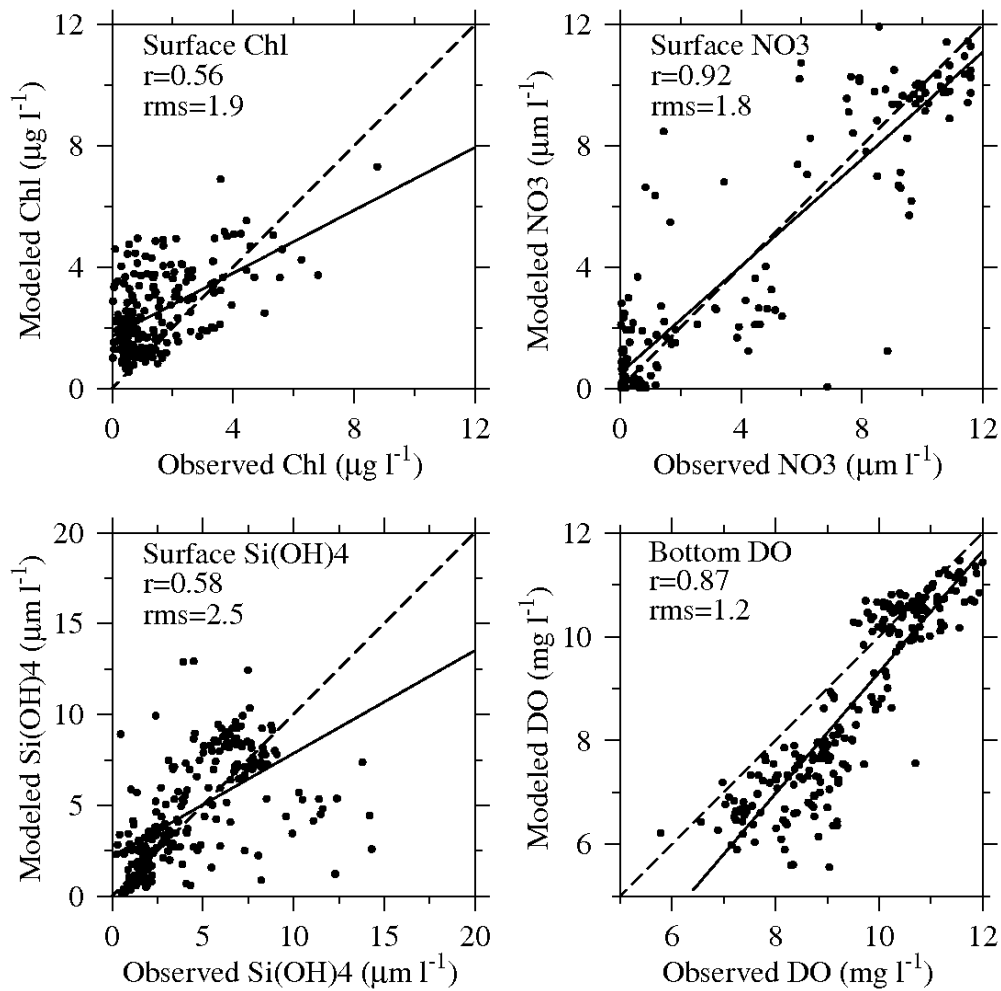 Surface Chl
r=0.56
rms=1.9
12
8
4
0
0 4 8 12
Modeled Chl (μg l⁻¹)
Observed Chl (μg l⁻¹)
Surface NO3
r=0.92
rms=1.8
12
8
4
0
0 4 8 12
Modeled NO3 (μm l⁻¹)
Observed NO3 (μm l⁻¹)
Surface Si(OH)4
r=0.58
rms=2.5
20
15
10
5
0
0 5 10 15 20
Modeled Si(OH)4 (μm l⁻¹)
Observed Si(OH)4 (μm l⁻¹)
Bottom DO
r=0.87
rms=1.2
12
10
8
6
6 8 10 12
Modeled DO (mg l⁻¹)
Observed DO (mg l⁻¹)